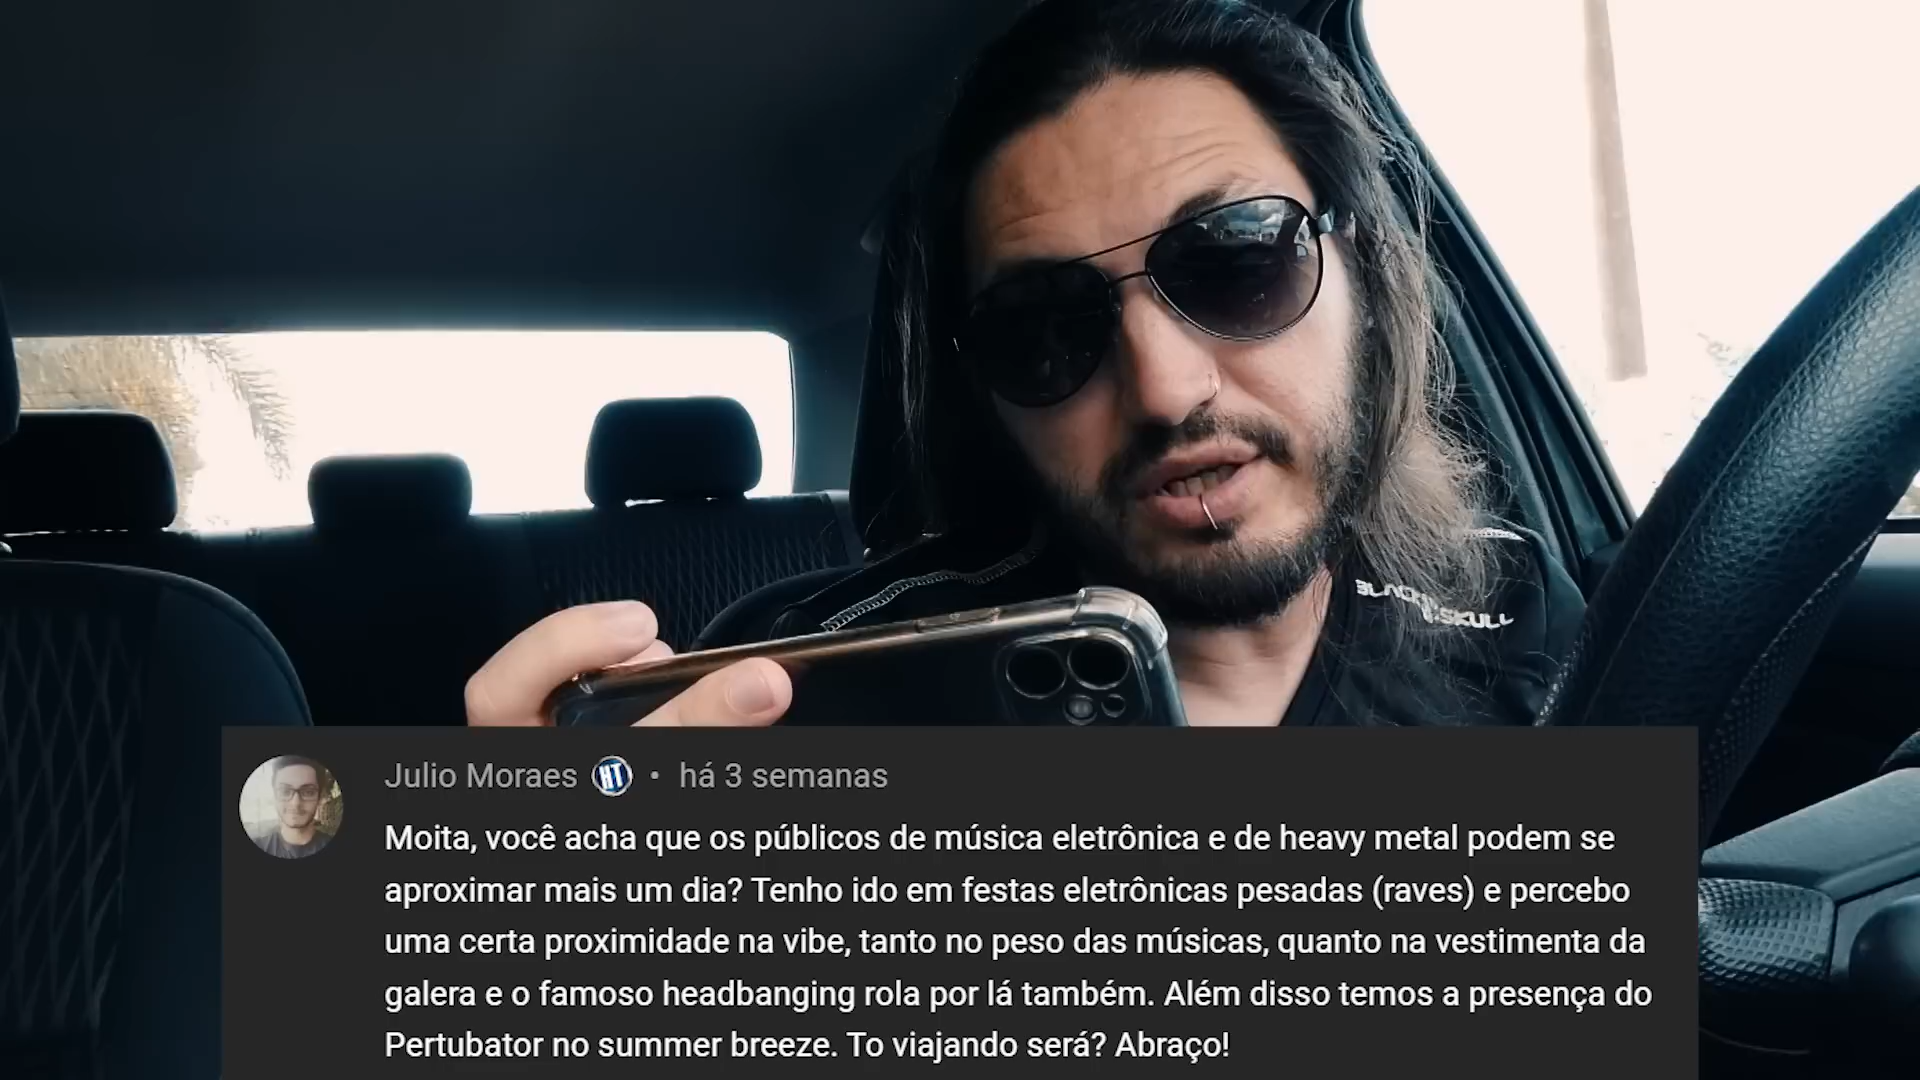 BLACK
SKULL
Julio Moraes HT • há 3 semanas
Moita, você acha que os públicos de música eletrônica e de heavy metal podem se
aproximar mais um dia? Tenho ido em festas eletrônicas pesadas (raves) e percebo
uma certa proximidade na vibe, tanto no peso das músicas, quanto na vestimenta da
galera e o famoso headbanging rola por lá também. Além disso temos a presença do
Pertubator no summer breeze. To viajando será? Abraço!